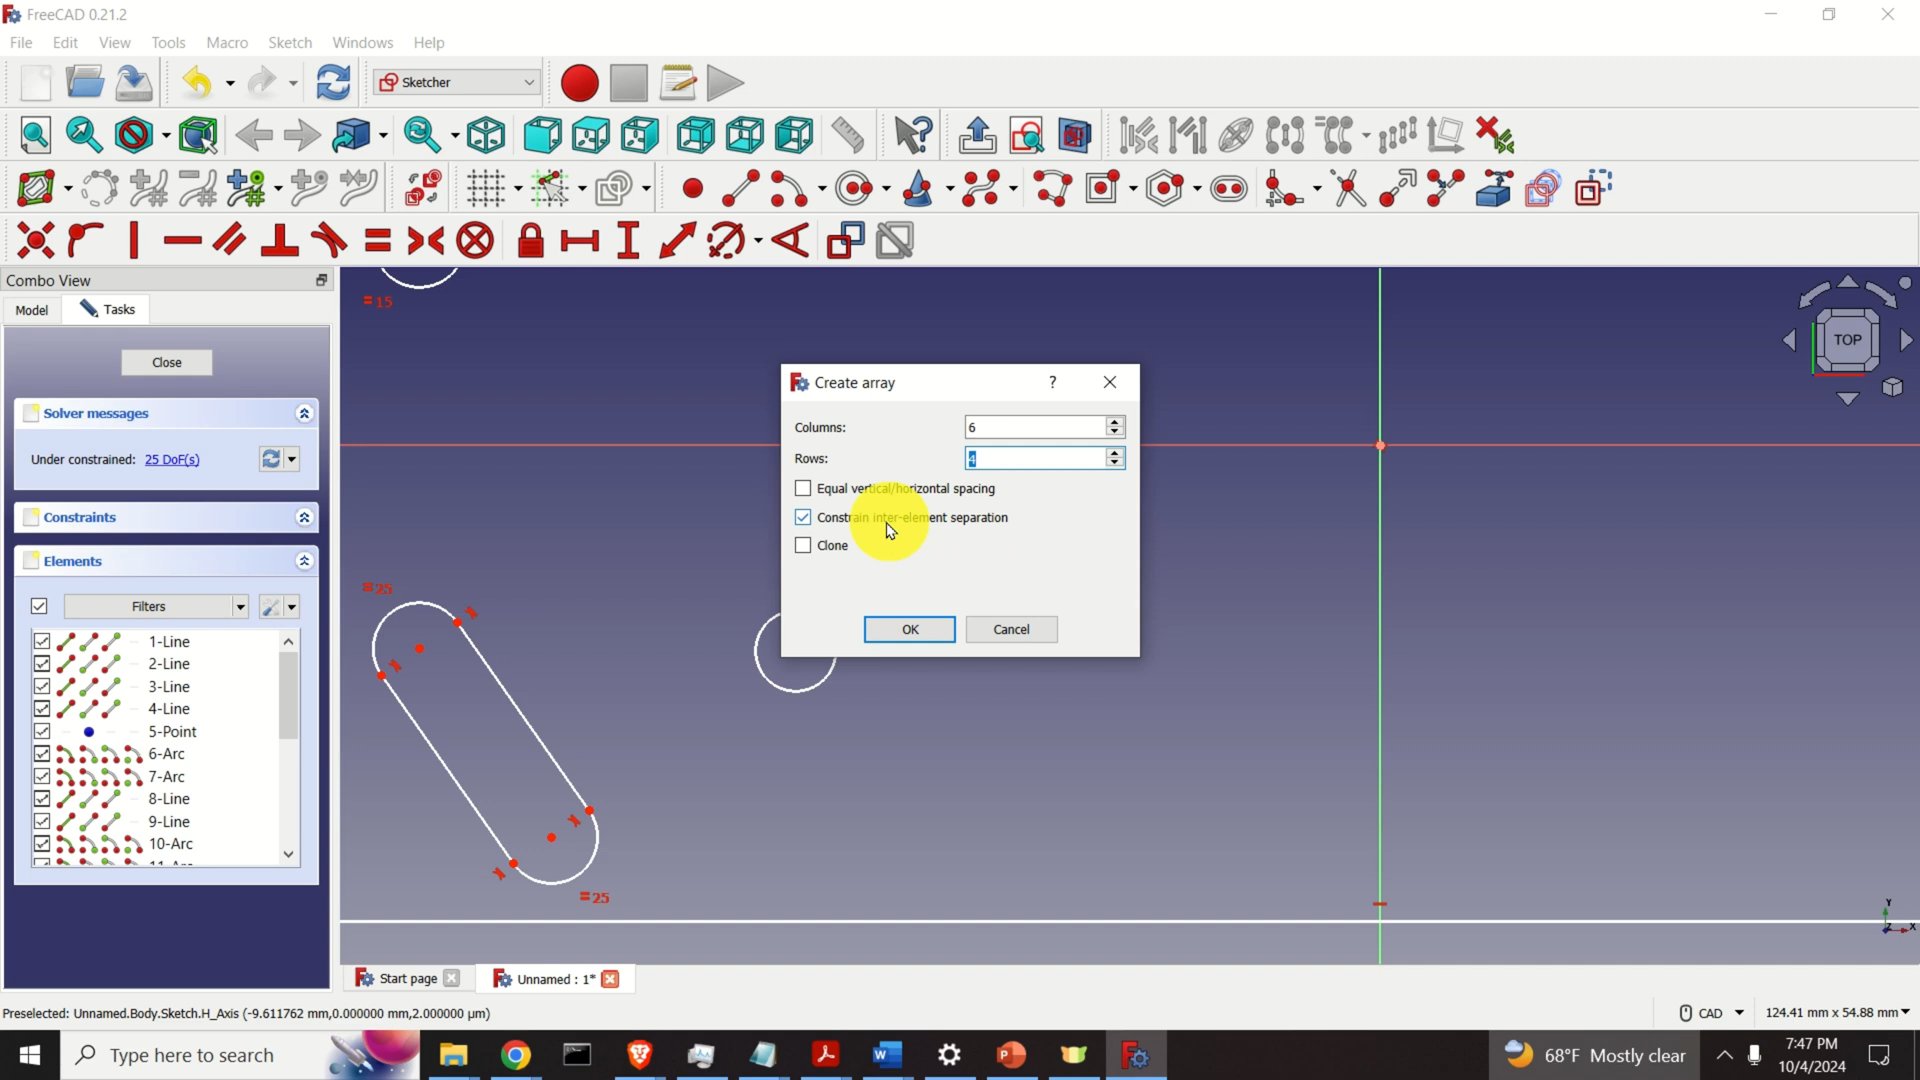 FreeCAD 0.21.2
File Edit View Tools Macro Sketch Windows Help
Sketcher
Combo View
Model Tasks
Close
Solver messages
Under constrained: 25 DoF(s)
Constraints
Elements
Filters
1-Line
2-Line
3-Line
4-Line
5-Point
6-Arc
7-Arc
8-Line
9-Line
10-Arc
11-Arc
=15
=25
=25
TOP
Create array ?
Columns: 6
Rows: 4
Equal vertical/horizontal spacing
Constrain inter-element separation
Clone
OK Cancel
Y
Z X
Start page Unnamed : 1*
Preselected: Unnamed.Body.Sketch.H_Axis (-9.611762 mm,0.000000 mm,2.000000 µm)
CAD 124.41 mm x 54.88 mm
Type here to search
68°F Mostly clear
7:47 PM
10/4/2024